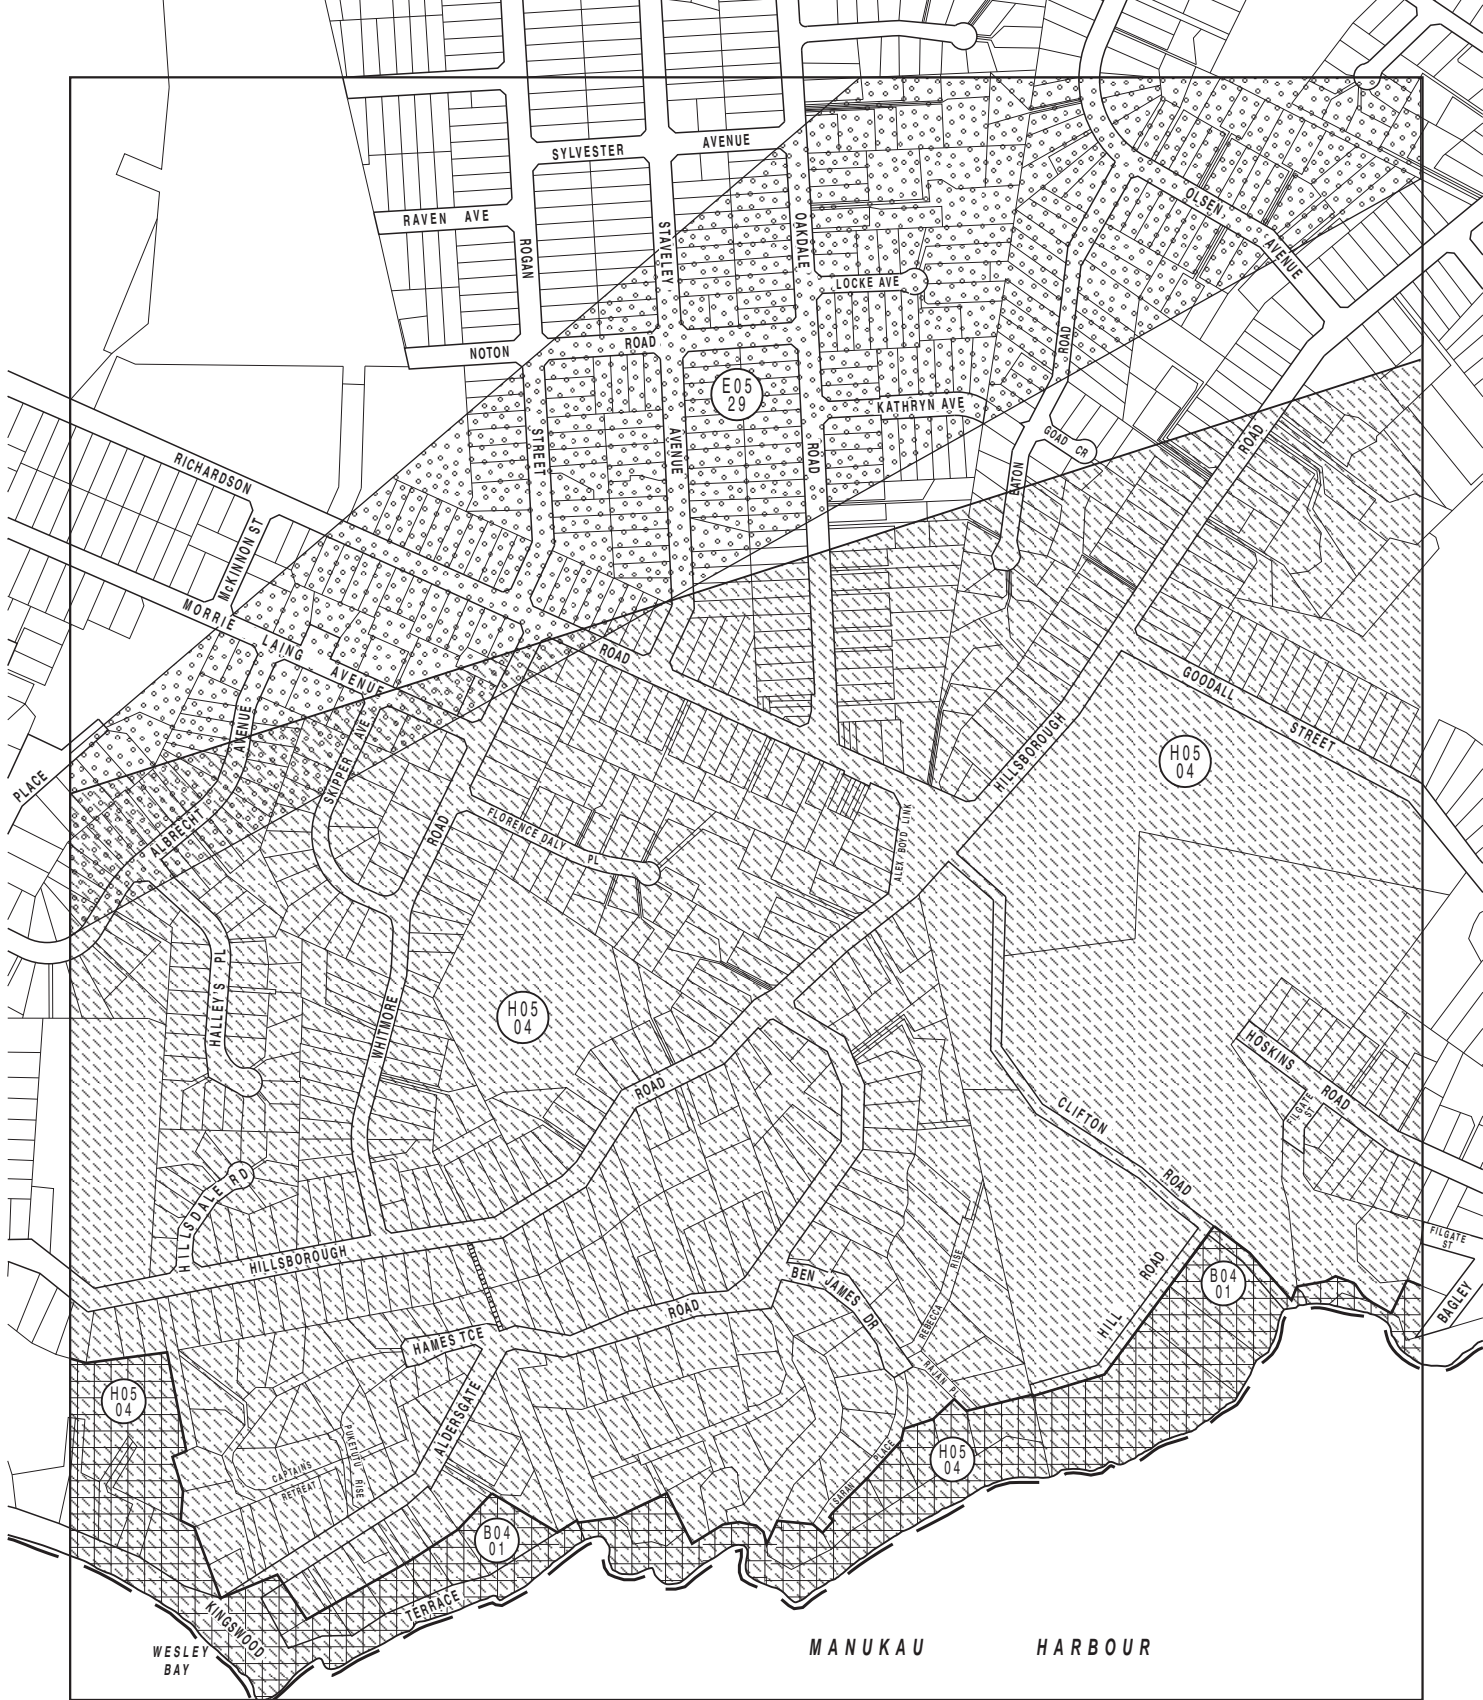 SYLVESTER AVENUE
RAVEN AVE
ROGAN
STAVELEY
OAKDALE
OLSEN
AVENUE
LOCKE AVE
NOTON
ROAD
ROAD
E05
29
KATHRYN AVE
STREET
AVENUE
ROAD
GOAD CR
EATON
ROAD
RICHARDSON
McKINNON ST
MORRIE LAING AVENUE
ROAD
GOODALL
STREET
HILLSBOROUGH
H05
04
PLACE
AVENUE
SKIPPER AVE
ALBRECHT
ROAD
FLORENCE DALY PL
ALEX BOYD LINK
HALLEY'S PL
WHITMORE
H05
04
HOSKINS
ROAD
FILGATE
ST
ROAD
CLIFTON
ROAD
HILLSDALE RD
HILLSBOROUGH
FILGATE
ST
BAGLEY
BEN JAMES DR
REBECCA RISE
ROAD
HILL
ROAD
B04
01
HAMES TCE
RAJAN PL
H05
04
ALDERSGATE
PUKETUTU RISE
CAPTAINS
RETREAT
SARAN PLACE
H05
04
B04
01
TERRACE
KINGSWOOD
WESLEY
BAY
MANUKAU HARBOUR